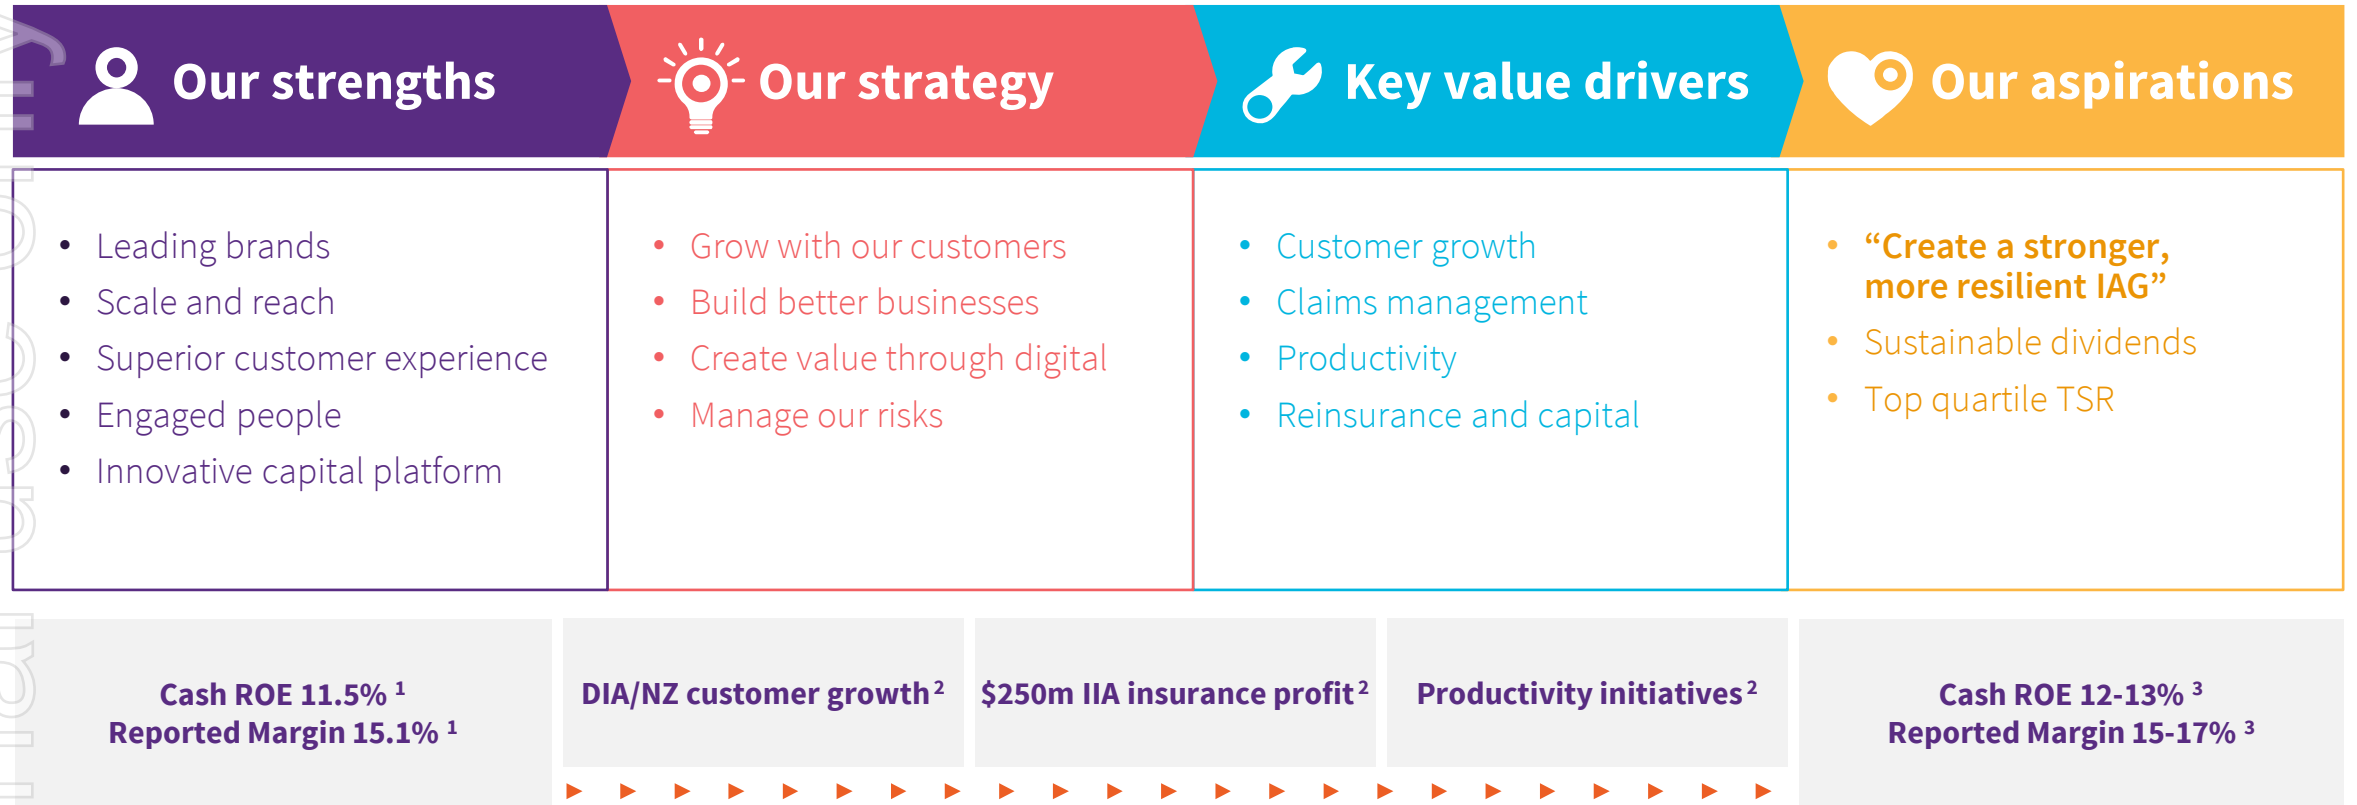 Our strengths
Our strategy
Key value drivers
Our aspirations
• Leading brands
• Scale and reach
• Superior customer experience
• Engaged people
• Innovative capital platform
• Grow with our customers
• Build better businesses
• Create value through digital
• Manage our risks
• Customer growth
• Claims management
• Productivity
• Reinsurance and capital
• “Create a stronger,
more resilient IAG”
• Sustainable dividends
• Top quartile TSR
Cash ROE 11.5% ¹
Reported Margin 15.1% ¹
DIA/NZ customer growth ²
$250m IIA insurance profit ²
Productivity initiatives ²
Cash ROE 12-13% ³
Reported Margin 15-17% ³